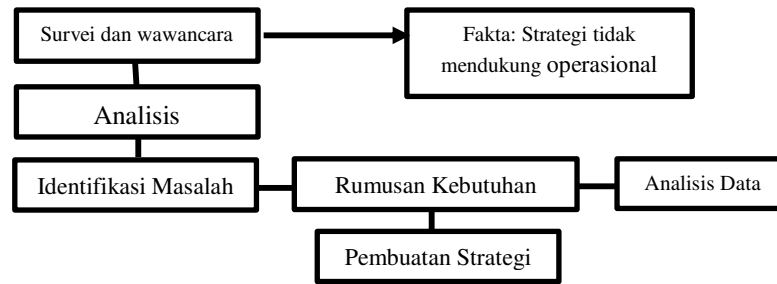 Survei dan wawancara
Fakta: Strategi tidak
mendukung operasional
Analisis
Identifikasi Masalah
Rumusan Kebutuhan
Analisis Data
Pembuatan Strategi